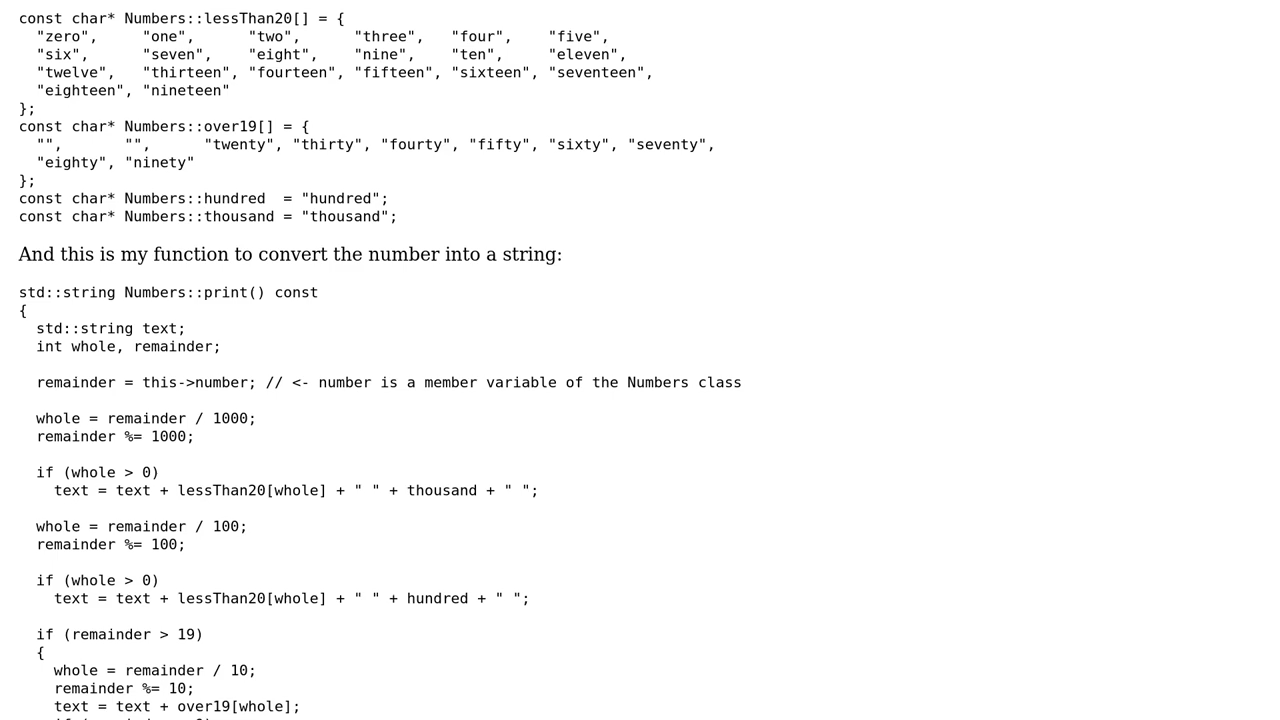 const char* Numbers::lessThan20[] = {
  "zero",     "one",      "two",      "three",   "four",    "five",
  "six",      "seven",    "eight",    "nine",    "ten",     "eleven",
  "twelve",   "thirteen", "fourteen", "fifteen", "sixteen", "seventeen",
  "eighteen", "nineteen"
};
const char* Numbers::over19[] = {
  "",       "",      "twenty", "thirty", "fourty", "fifty", "sixty", "seventy",
  "eighty", "ninety"
};
const char* Numbers::hundred  = "hundred";
const char* Numbers::thousand = "thousand";
And this is my function to convert the number into a string:
std::string Numbers::print() const
{
  std::string text;
  int whole, remainder;
  remainder = this->number; // <- number is a member variable of the Numbers class
  whole = remainder / 1000;
  remainder %= 1000;
  if (whole > 0)
    text = text + lessThan20[whole] + " " + thousand + " ";
  whole = remainder / 100;
  remainder %= 100;
  if (whole > 0)
    text = text + lessThan20[whole] + " " + hundred + " ";
  if (remainder > 19)
  {
    whole = remainder / 10;
    remainder %= 10;
    text = text + over19[whole];